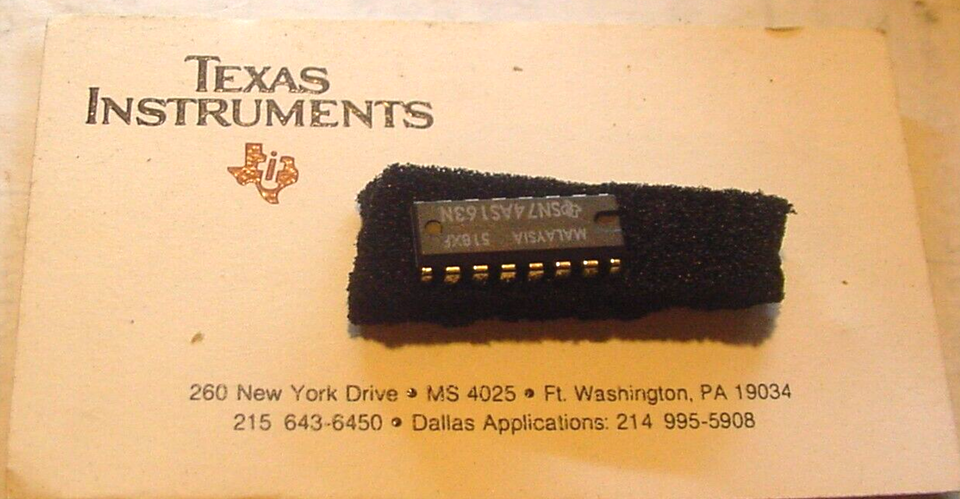 TEXAS
INSTRUMENTS
SN74AS163N
MALAYSIA 518XF
260 New York Drive • MS 4025 • Ft. Washington, PA 19034
215 643-6450 • Dallas Applications: 214 995-5908